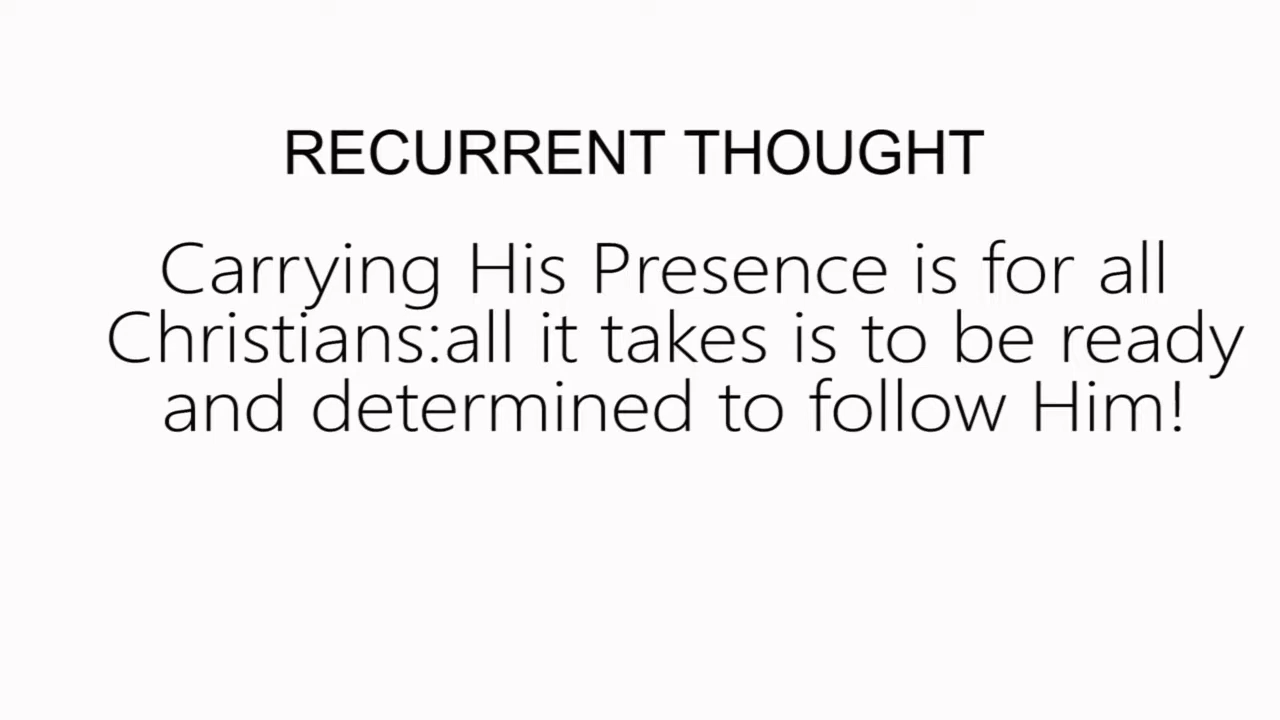 RECURRENT THOUGHT
Carrying His Presence is for all
Christians:all it takes is to be ready
and determined to follow Him!